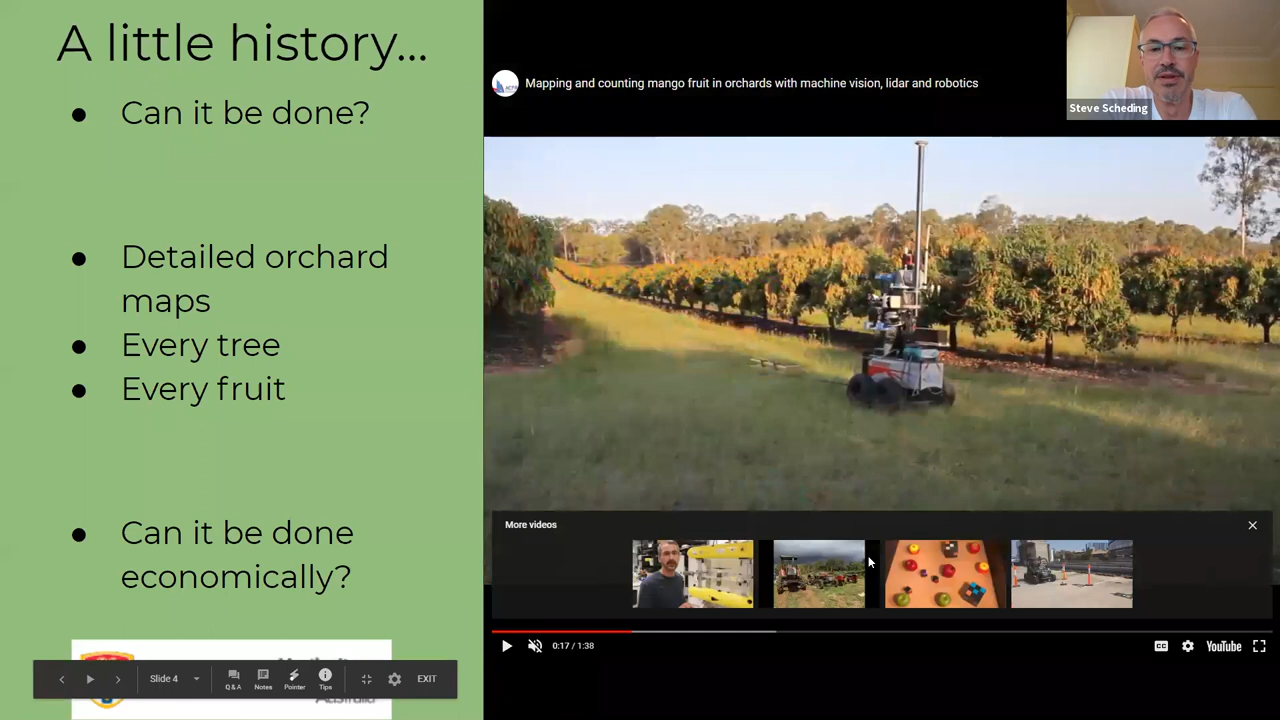 A little history...
● Can it be done?
● Detailed orchard
maps
● Every tree
● Every fruit
● Can it be done
economically?
Slide 4
Q & A
Notes
Pointer
Tips
EXIT
Mapping and counting mango fruit in orchards with machine vision, lidar and robotics
Steve Scheding
More videos
0:17 / 1:38
CC
YouTube